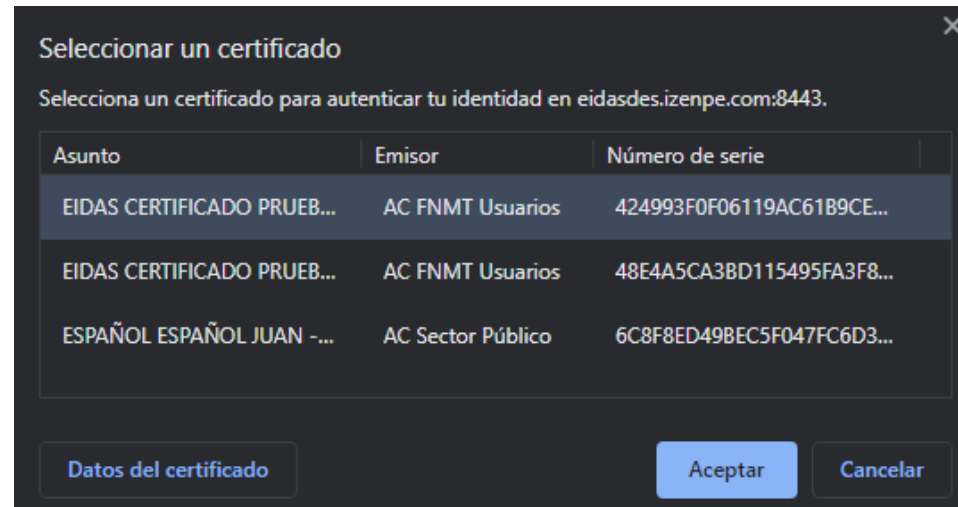 Seleccionar un certificado
Selecciona un certificado para autenticar tu identidad en eidasdes.izenpe.com:8443.
Asunto Emisor Número de serie
EIDAS CERTIFICADO PRUEB... AC FNMT Usuarios 424993F0F06119AC61B9CE...
EIDAS CERTIFICADO PRUEB... AC FNMT Usuarios 48E4A5CA3BD115495FA3F8...
ESPAÑOL ESPAÑOL JUAN -... AC Sector Público 6C8F8ED49BEC5F047FC6D3...
Datos del certificado Aceptar Cancelar